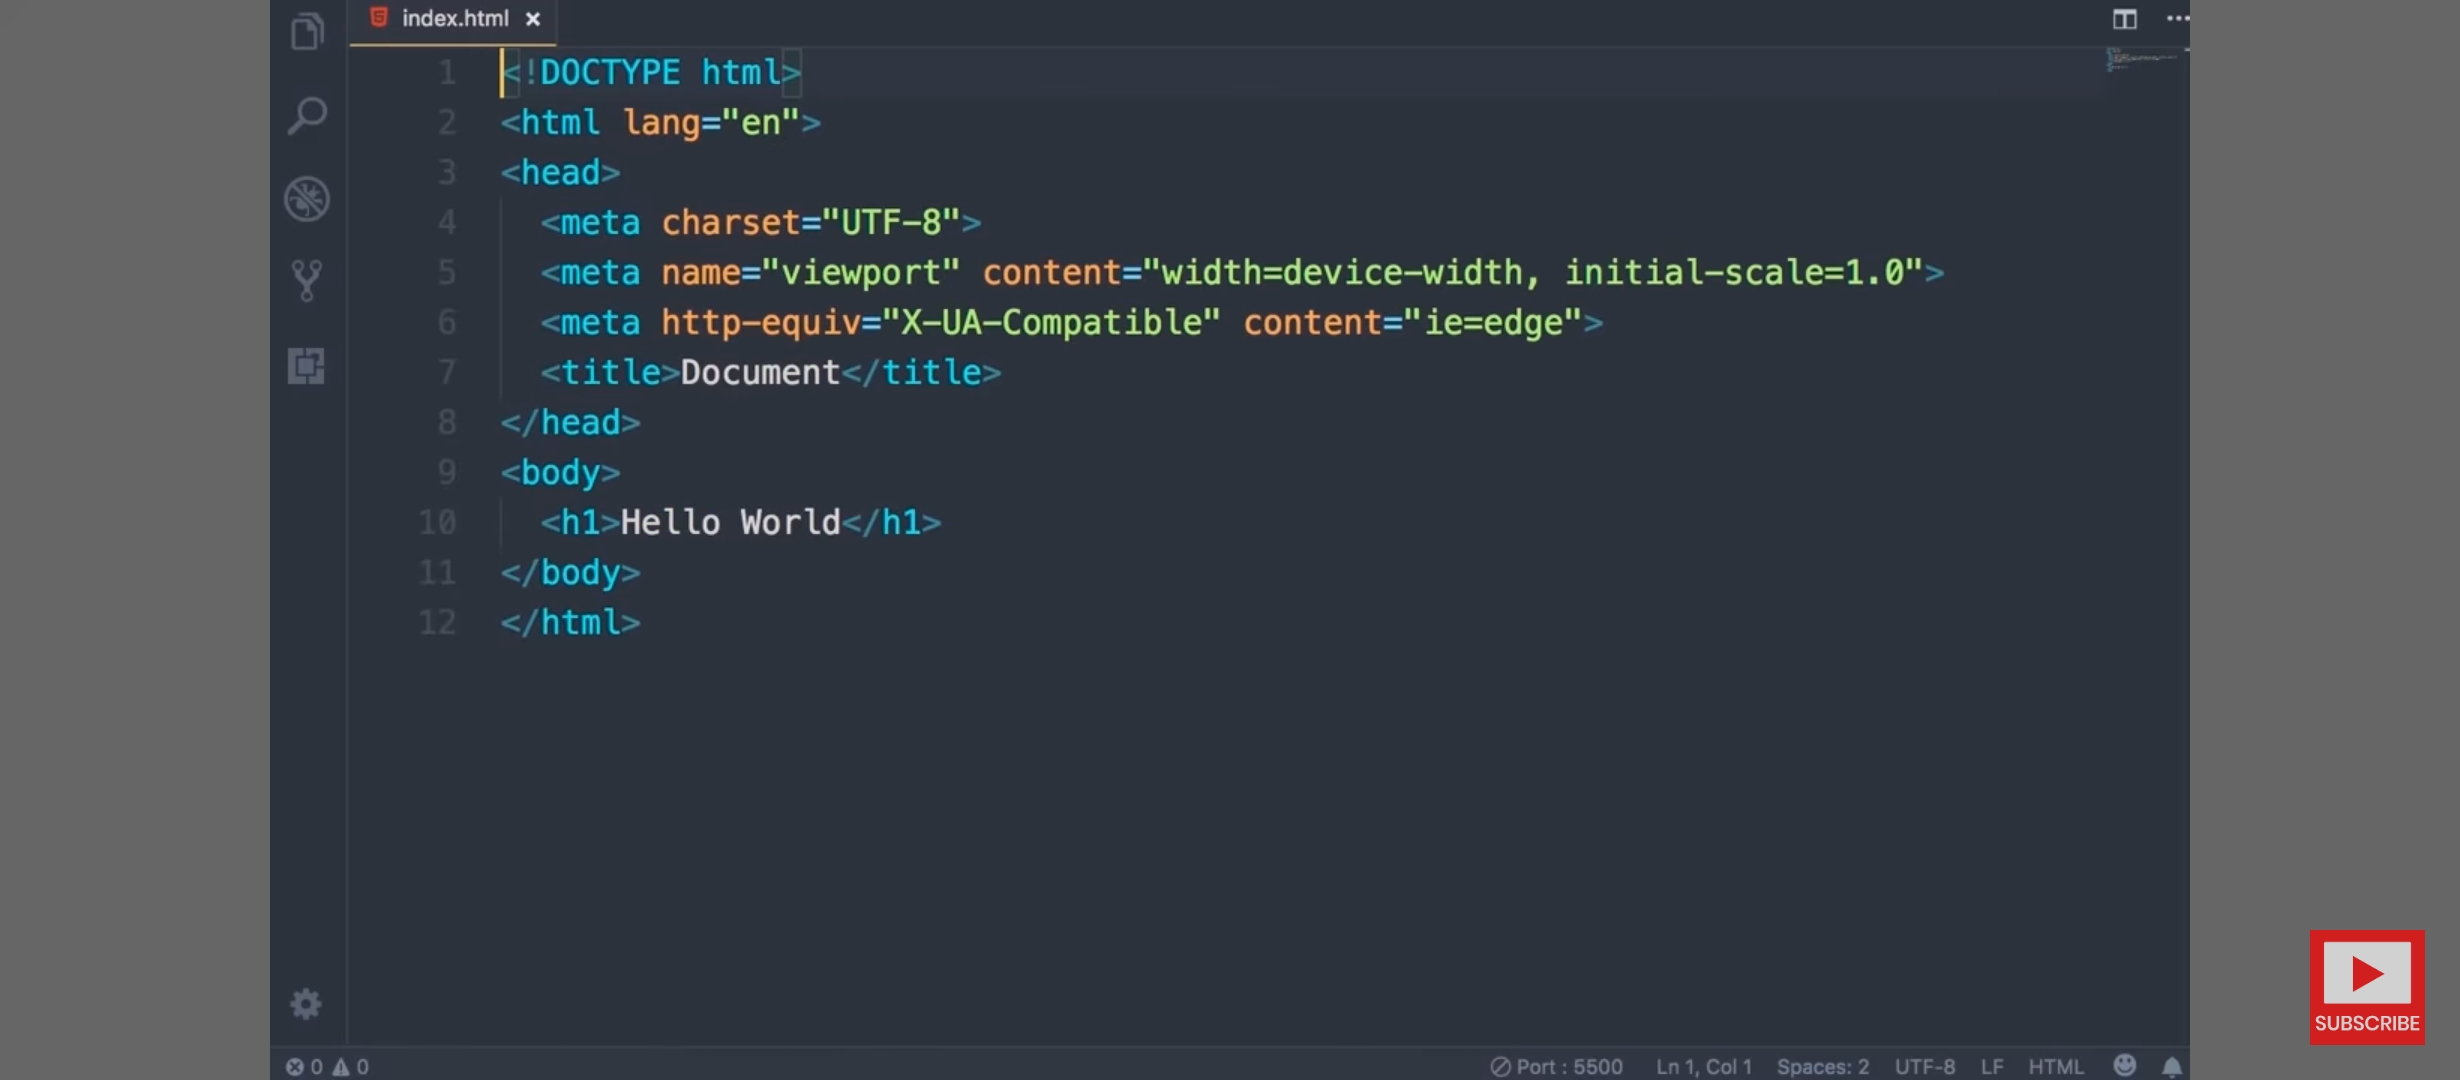 index.html
1 <!DOCTYPE html>
2 <html lang="en">
3 <head>
4 <meta charset="UTF-8">
5 <meta name="viewport" content="width=device-width, initial-scale=1.0">
6 <meta http-equiv="X-UA-Compatible" content="ie=edge">
7 <title>Document</title>
8 </head>
9 <body>
10 <h1>Hello World</h1>
11 </body>
12 </html>
SUBSCRIBE
0 0 Port : 5500 Ln 1, Col 1 Spaces: 2 UTF-8 LF HTML